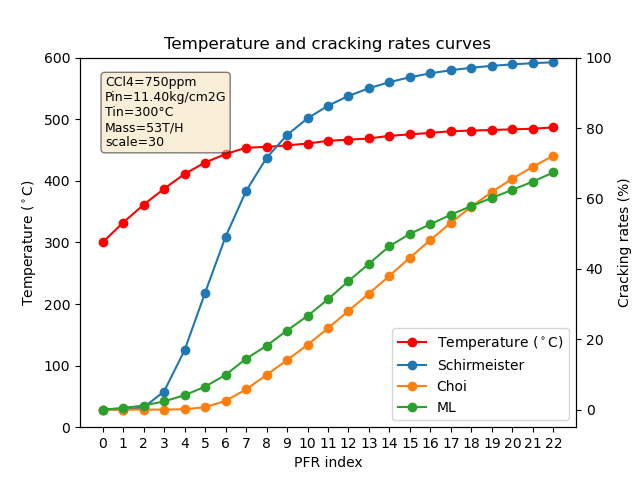 Temperature and cracking rates curves
CCl4=750ppm
Pin=11.40kg/cm2G
Tin=300°C
Mass=53T/H
scale=30
Temperature (°C)
600
500
400
300
200
100
0
100
80
60
40
20
0
Cracking rates (%)
Temperature (°C)
Schirmeister
Choi
ML
0 1 2 3 4 5 6 7 8 9 10 11 12 13 14 15 16 17 18 19 20 21 22
PFR index